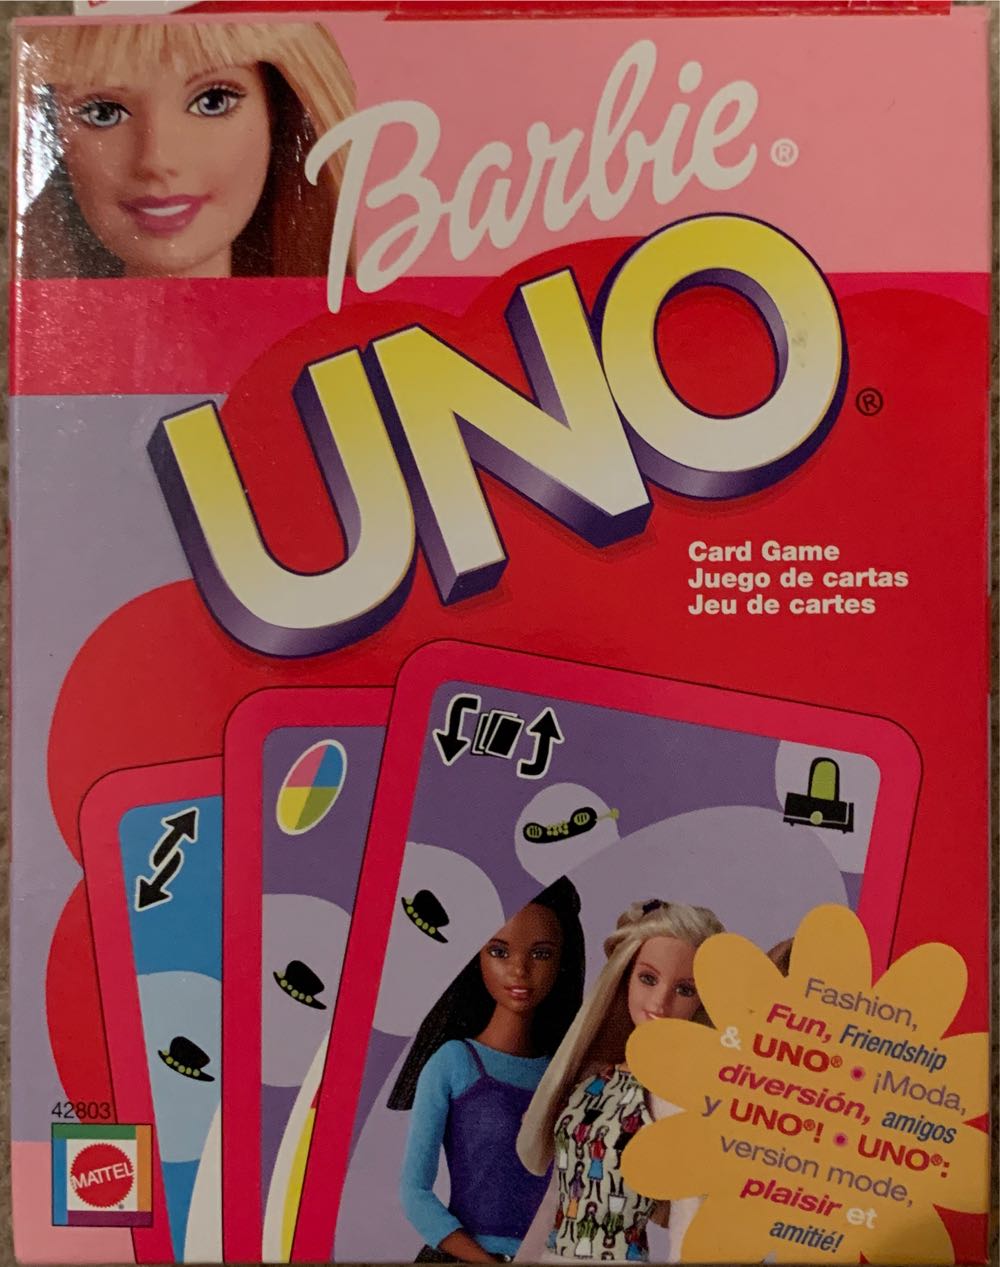 Barbie®
UNO®
Card Game
Juego de cartas
Jeu de cartes
Fashion,
Fun, Friendship
& UNO® • ¡Moda,
diversión, amigos
y UNO®! • UNO®:
version mode,
plaisir et
amitié!
42803
MATTEL®